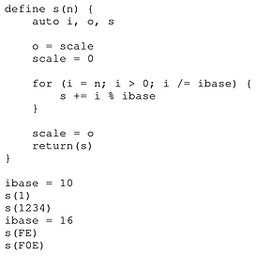 define s(n) {
    auto i, o, s
    o = scale
    scale = 0
    for (i = n; i > 0; i /= ibase) {
        s += i % ibase
    }
    scale = o
    return(s)
}
ibase = 10
s(1)
s(1234)
ibase = 16
s(FE)
s(F0E)